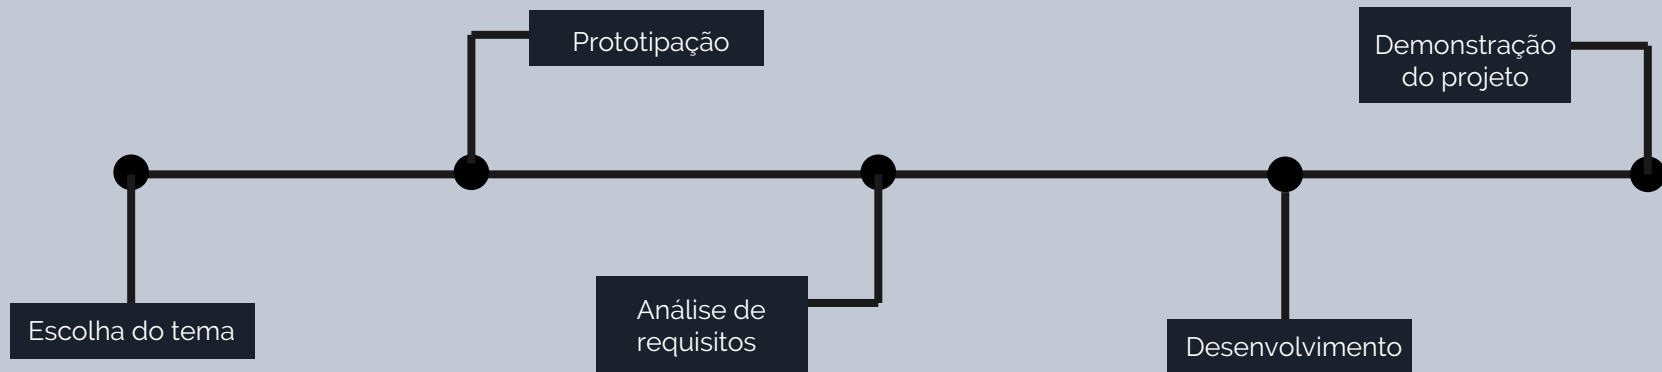 Escolha do tema
Prototipação
Análise de
requisitos
Desenvolvimento
Demonstração
do projeto